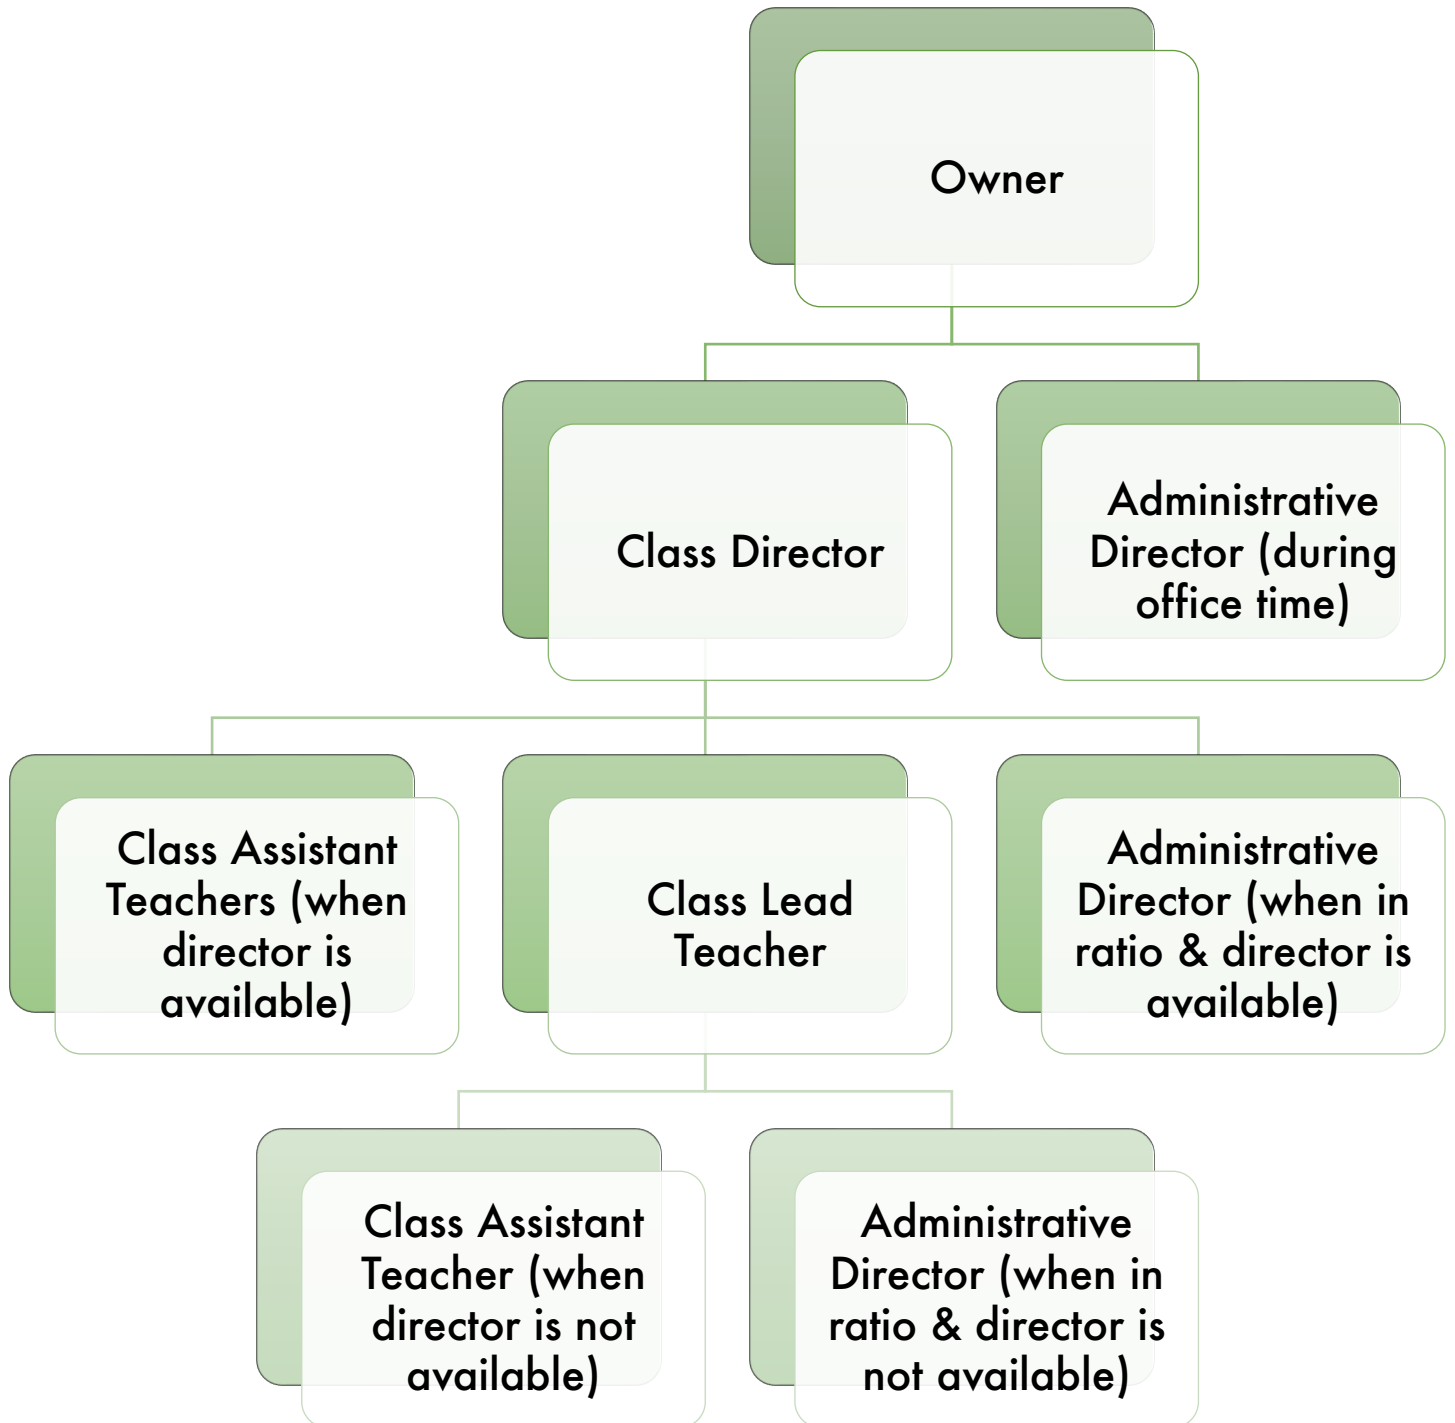 Owner
Class Director
Administrative
Director (during
office time)
Class Assistant
Teachers (when
director is
available)
Class Lead
Teacher
Administrative
Director (when in
ratio & director is
available)
Class Assistant
Teacher (when
director is not
available)
Administrative
Director (when in
ratio & director is
not available)